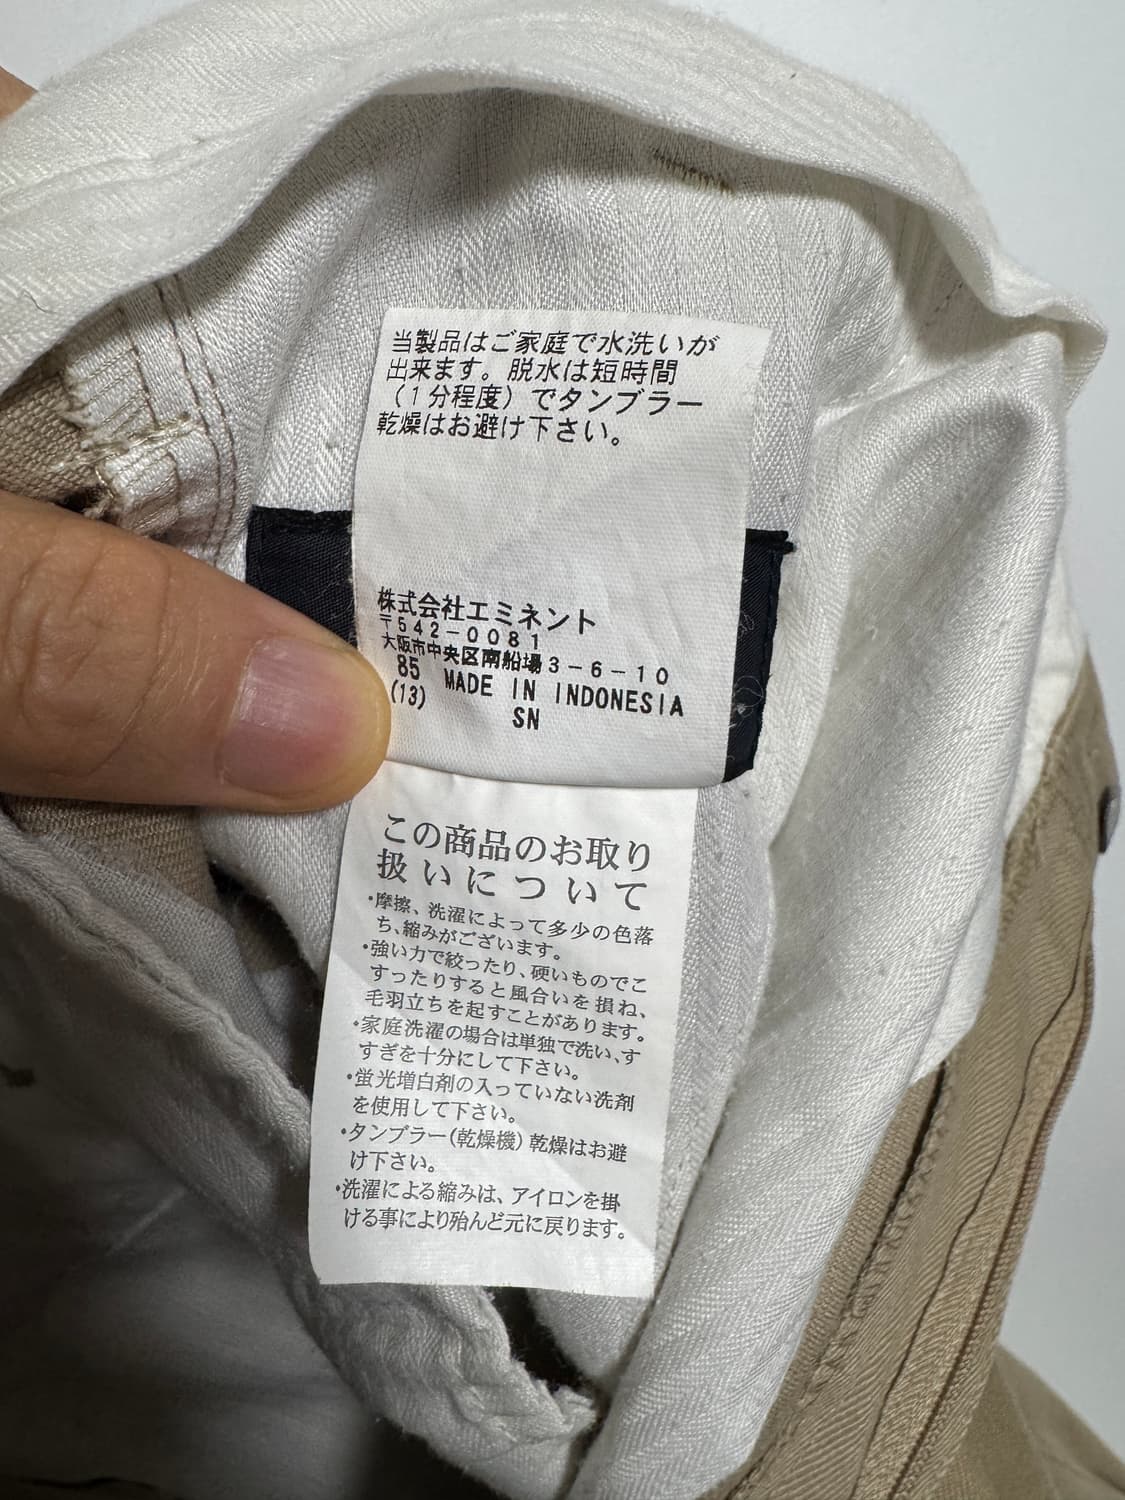 当製品はご家庭で水洗いが
出来ます。脱水は短時間
（1分程度）でタンブラー
乾燥はお避け下さい。
株式会社エミネント
〒542-0081
大阪市中央区南船場3-6-10
85 MADE IN INDONESIA
(13) SN
この商品のお取り
扱いについて
・摩擦、洗濯によって多少の色落
ち、縮みがございます。
・強い力で絞ったり、硬いものでこ
すったりすると風合いを損ね、
毛羽立ちを起すことがあります。
・家庭洗濯の場合は単独で洗い、す
すぎを十分にして下さい。
・蛍光増白剤の入っていない洗剤
を使用して下さい。
・タンブラー(乾燥機)乾燥はお避
け下さい。
・洗濯による縮みは、アイロンを掛
ける事により殆んど元に戻ります。